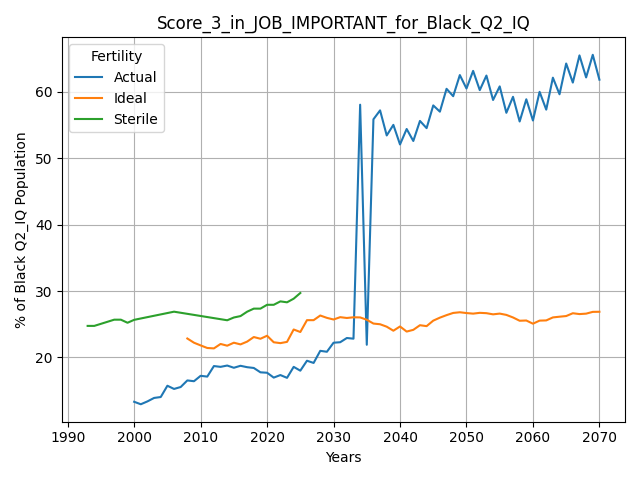 Score_3_in_JOB_IMPORTANT_for_Black_Q2_IQ
Fertility
Actual
Ideal
Sterile
% of Black Q2_IQ Population
60
50
40
30
20
1990 2000 2010 2020 2030 2040 2050 2060 2070
Years